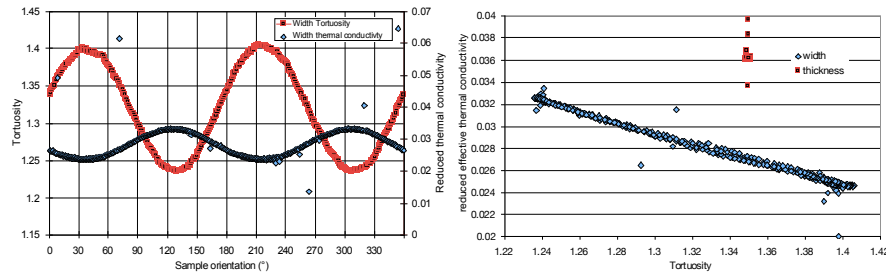 1.45
1.4
1.35
1.3
1.25
1.2
1.15
Tortuosity
0 30 60 90 120 150 180 210 240 270 300 330
Sample orientation (°)
0.07
0.06
0.05
0.04
0.03
0.02
0.01
0
Reduced thermal conductivity
Width Tortuosity
Width thermal conductivity
0.04
0.038
0.036
0.034
0.032
0.03
0.028
0.026
0.024
0.022
0.02
reduced effective thermal conductivity
1.22 1.24 1.26 1.28 1.3 1.32 1.34 1.36 1.38 1.4 1.42
Tortuosity
width
thickness